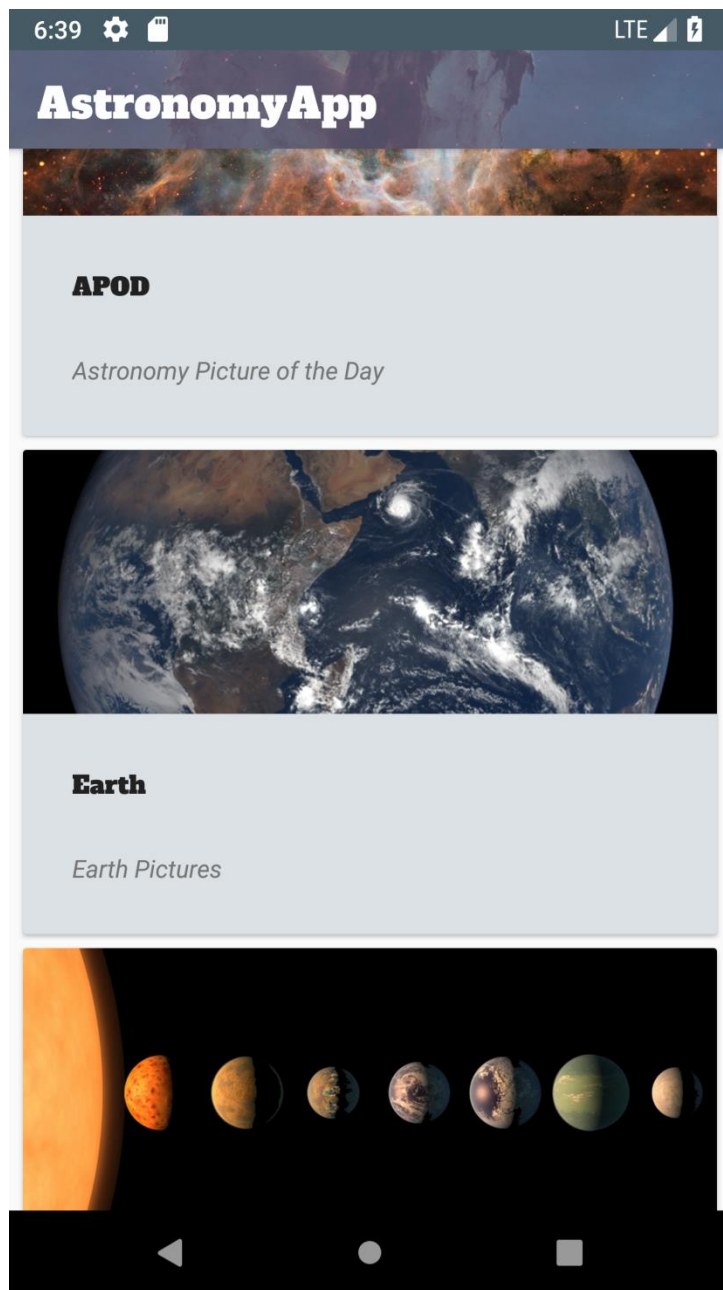 6:39 LTE
AstronomyApp
APOD
Astronomy Picture of the Day
Earth
Earth Pictures